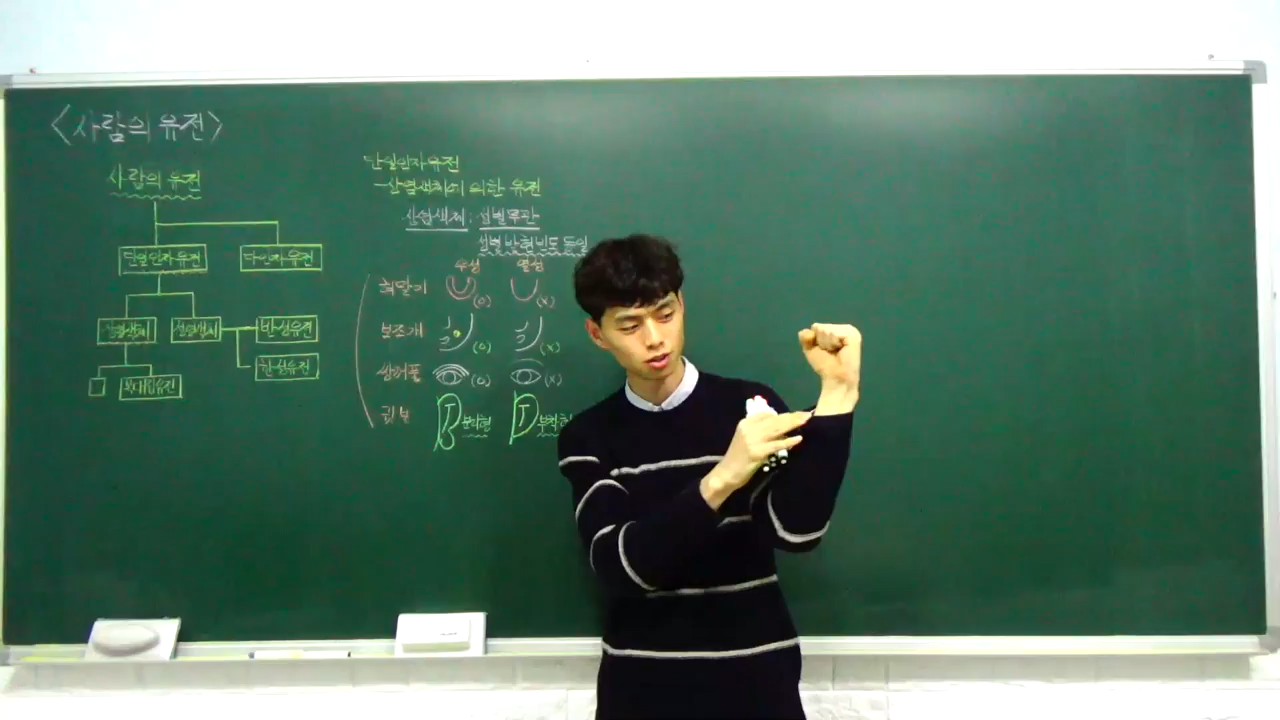 <사람의 유전>
사람의 유전
단일인자유전
다인자유전
상염색체
성염색체
반성유전
한성유전
복대립유전
단일인자유전
-상염색체에 의한 유전
상염색체 : 성별무관
성별 발현빈도 동일
우성 열성
혀말기 (O) (X)
보조개 (O) (X)
쌍꺼풀 (O) (X)
귓불 분리형 부착형